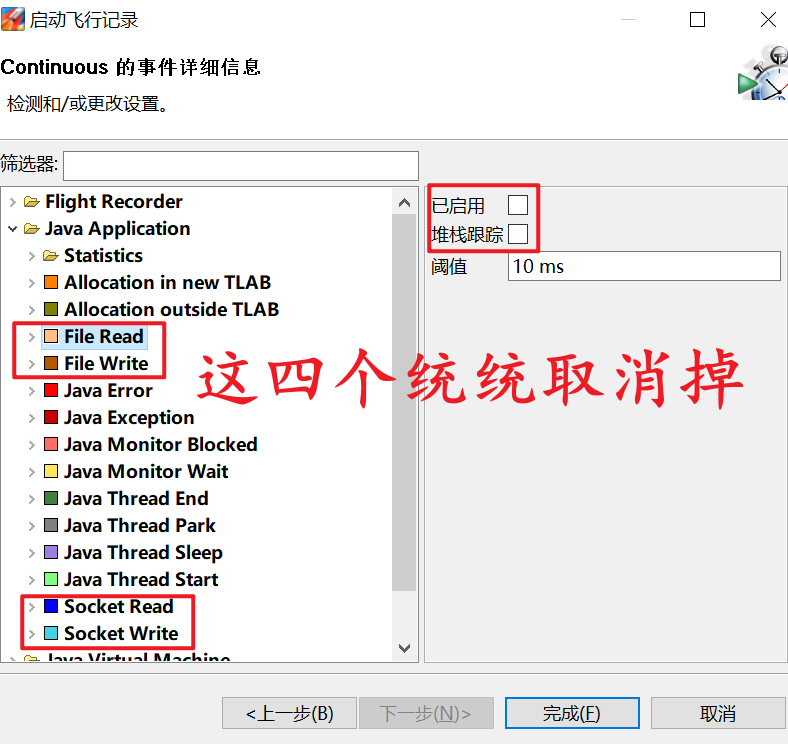 启动飞行记录
Continuous 的事件详细信息
检测和/或更改设置。
筛选器:
Flight Recorder
Java Application
Statistics
Allocation in new TLAB
Allocation outside TLAB
File Read
File Write
Java Error
Java Exception
Java Monitor Blocked
Java Monitor Wait
Java Thread End
Java Thread Park
Java Thread Sleep
Java Thread Start
Socket Read
Socket Write
Java Virtual Machine
已启用
堆栈跟踪
阈值 10 ms
这四个统统取消掉
<上一步(B) 下一步(N)> 完成(F) 取消